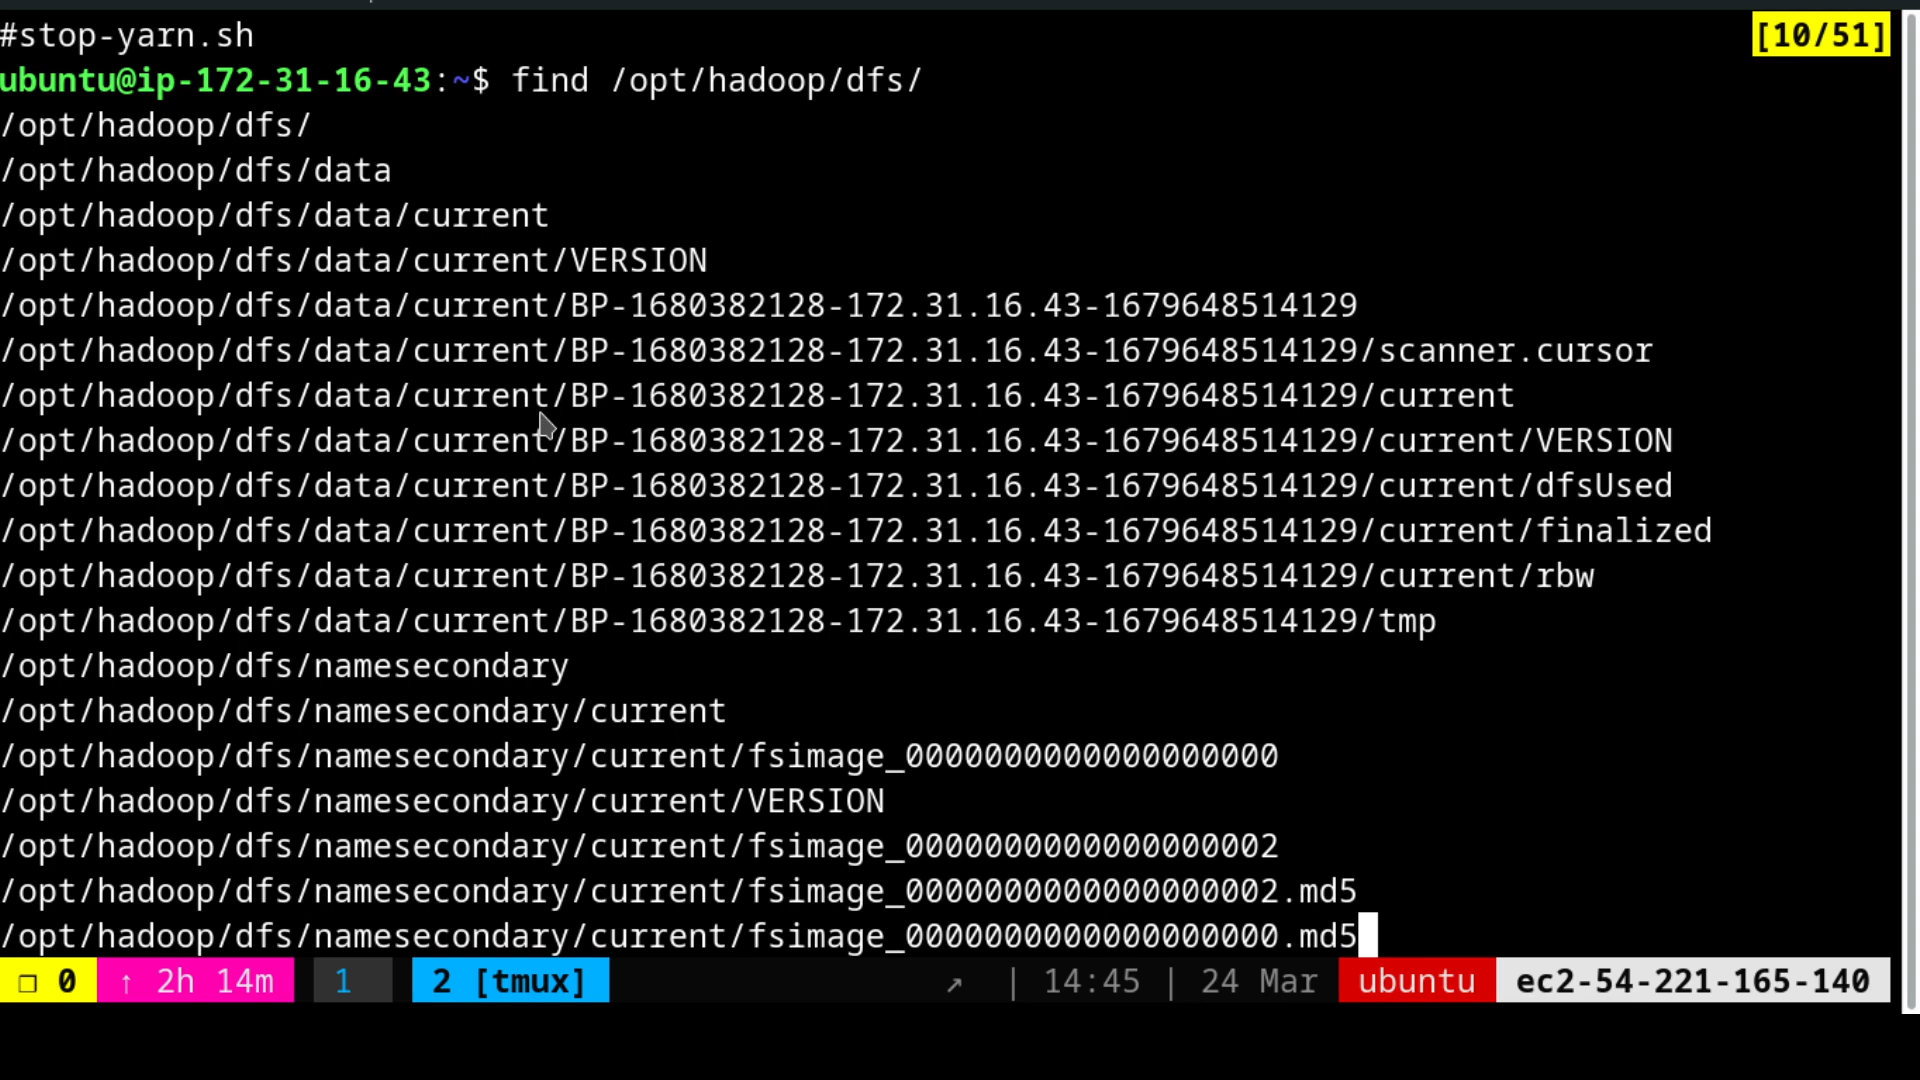 #stop-yarn.sh [10/51]
ubuntu@ip-172-31-16-43:~$ find /opt/hadoop/dfs/
/opt/hadoop/dfs/
/opt/hadoop/dfs/data
/opt/hadoop/dfs/data/current
/opt/hadoop/dfs/data/current/VERSION
/opt/hadoop/dfs/data/current/BP-1680382128-172.31.16.43-1679648514129
/opt/hadoop/dfs/data/current/BP-1680382128-172.31.16.43-1679648514129/scanner.cursor
/opt/hadoop/dfs/data/current/BP-1680382128-172.31.16.43-1679648514129/current
/opt/hadoop/dfs/data/current/BP-1680382128-172.31.16.43-1679648514129/current/VERSION
/opt/hadoop/dfs/data/current/BP-1680382128-172.31.16.43-1679648514129/current/dfsUsed
/opt/hadoop/dfs/data/current/BP-1680382128-172.31.16.43-1679648514129/current/finalized
/opt/hadoop/dfs/data/current/BP-1680382128-172.31.16.43-1679648514129/current/rbw
/opt/hadoop/dfs/data/current/BP-1680382128-172.31.16.43-1679648514129/tmp
/opt/hadoop/dfs/namesecondary
/opt/hadoop/dfs/namesecondary/current
/opt/hadoop/dfs/namesecondary/current/fsimage_0000000000000000000
/opt/hadoop/dfs/namesecondary/current/VERSION
/opt/hadoop/dfs/namesecondary/current/fsimage_0000000000000000002
/opt/hadoop/dfs/namesecondary/current/fsimage_0000000000000000002.md5
/opt/hadoop/dfs/namesecondary/current/fsimage_0000000000000000000.md5
❐ 0 ↑ 2h 14m 1 2 [tmux] ↗ | 14:45 | 24 Mar ubuntu ec2-54-221-165-140